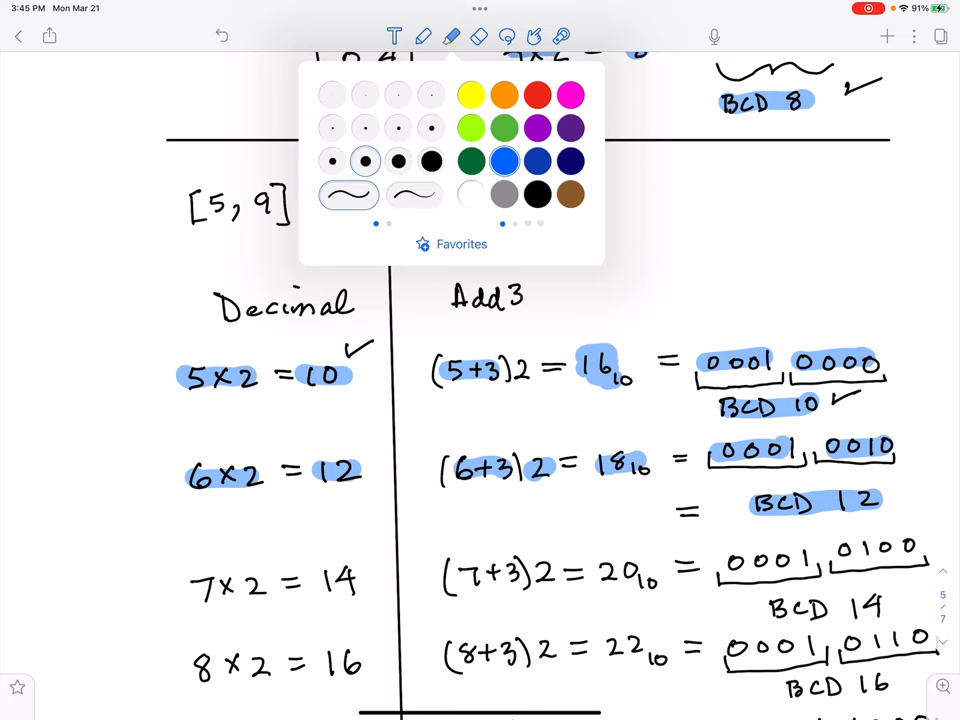 3:45 PM Mon Mar 21
91%
BCD 8
[5, 9]
Favorites
Decimal
Add 3
5 × 2 = 10
(5+3)2 = 16₁₀ = 0001 0000
BCD 10
6 × 2 = 12
(6+3)2 = 18₁₀ = 0001 0010
= BCD 12
7 × 2 = 14
(7+3)2 = 20₁₀ = 0001 0100
BCD 14
8 × 2 = 16
(8+3)2 = 22₁₀ = 0001 0110
BCD 16
5
/
7